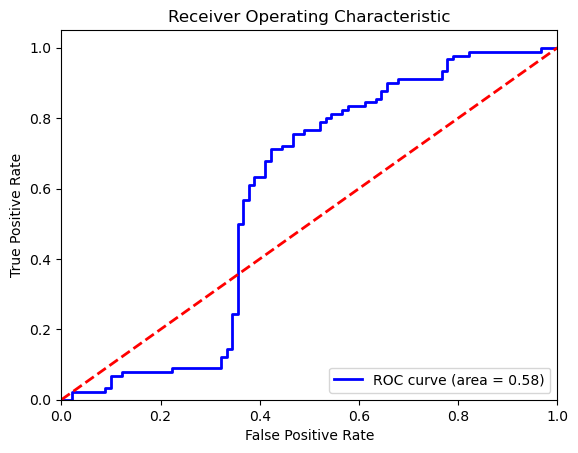 Receiver Operating Characteristic
True Positive Rate
1.0
0.8
0.6
0.4
0.2
0.0
ROC curve (area = 0.58)
0.0 0.2 0.4 0.6 0.8 1.0
False Positive Rate